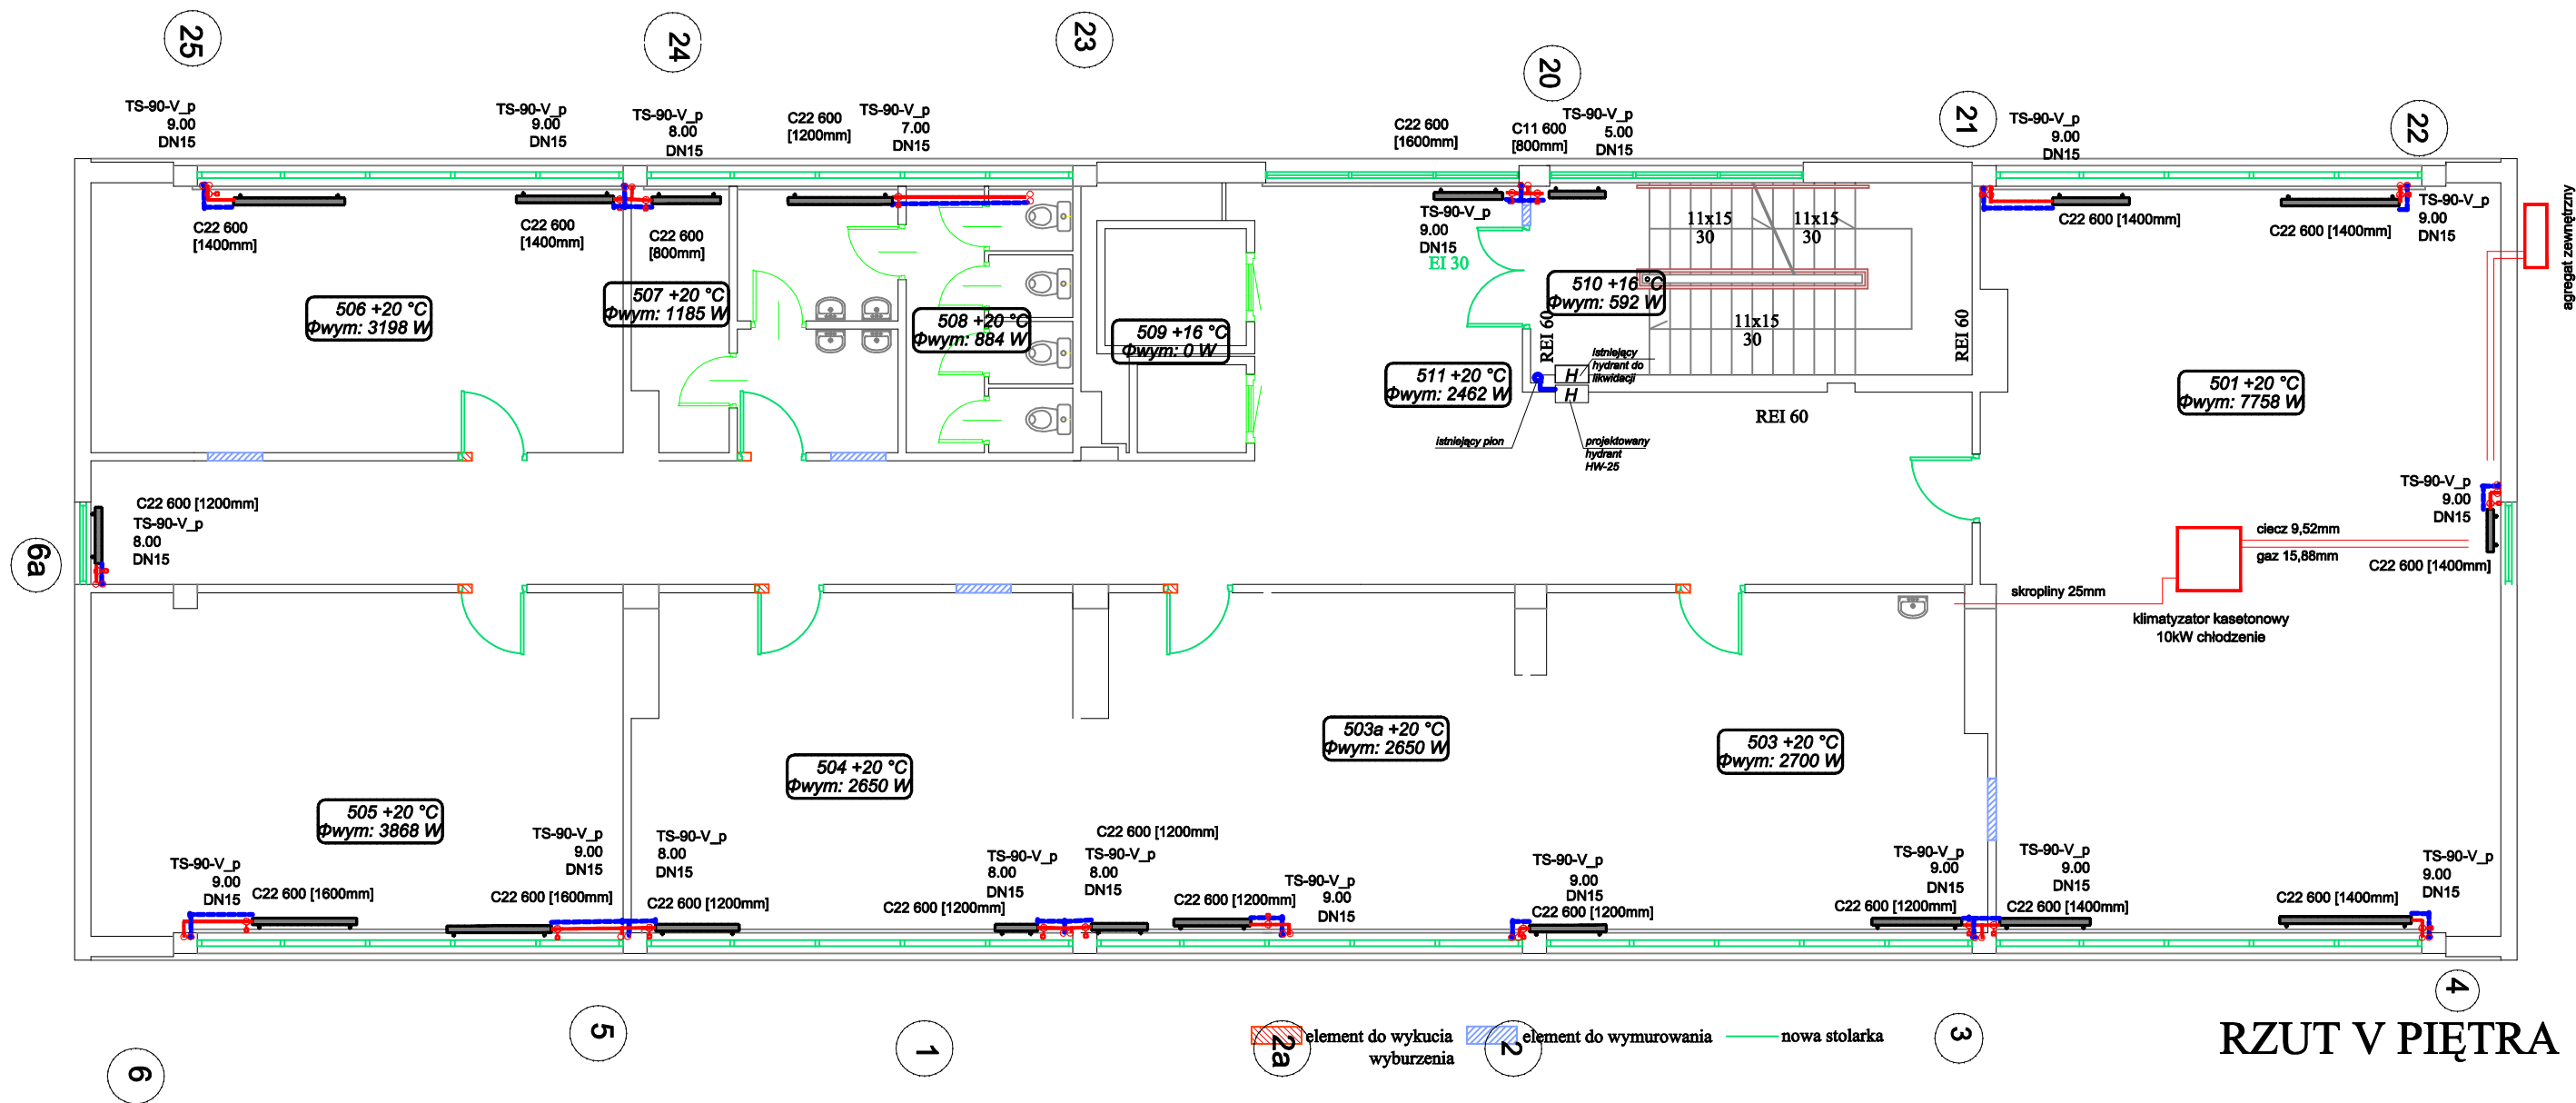 25
24
23
20
21
22
TS-90-V_p
9.00
DN15
TS-90-V_p
9.00
DN15
TS-90-V_p
8.00
DN15
C22 600
[1200mm]
TS-90-V_p
7.00
DN15
C22 600
[1600mm]
C11 600
[800mm]
TS-90-V_p
5.00
DN15
TS-90-V_p
9.00
DN15
C22 600
[1400mm]
C22 600
[1400mm]
C22 600
[800mm]
TS-90-V_p
9.00
DN15
EI 30
C22 600 [1400mm]
C22 600 [1400mm]
TS-90-V_p
9.00
DN15
agregat zewnętrzny
11x15
30
11x15
30
11x15
30
506 +20 °C
Φwym: 3198 W
507 +20 °C
Φwym: 1185 W
508 +20 °C
Φwym: 884 W
509 +16 °C
Φwym: 0 W
510 +16 °C
Φwym: 592 W
511 +20 °C
Φwym: 2462 W
501 +20 °C
Φwym: 7758 W
REI 60
REI 60
REI 60
istniejący
hydrant do
likwidacji
H
H
istniejący pion
projektowany
hydrant
HW-25
C22 600 [1200mm]
TS-90-V_p
8.00
DN15
6a
TS-90-V_p
9.00
DN15
ciecz 9,52mm
gaz 15,88mm
C22 600 [1400mm]
skropliny 25mm
klimatyzator kasetonowy
10kW chłodzenie
505 +20 °C
Φwym: 3868 W
504 +20 °C
Φwym: 2650 W
503a +20 °C
Φwym: 2650 W
503 +20 °C
Φwym: 2700 W
TS-90-V_p
9.00
DN15
C22 600 [1600mm]
TS-90-V_p
9.00
DN15
C22 600 [1600mm]
TS-90-V_p
8.00
DN15
C22 600 [1200mm]
TS-90-V_p
8.00
DN15
C22 600 [1200mm]
C22 600 [1200mm]
TS-90-V_p
8.00
DN15
C22 600 [1200mm]
TS-90-V_p
9.00
DN15
TS-90-V_p
9.00
DN15
C22 600 [1200mm]
TS-90-V_p
9.00
DN15
C22 600 [1200mm]
TS-90-V_p
9.00
DN15
C22 600 [1400mm]
C22 600 [1400mm]
TS-90-V_p
9.00
DN15
6
5
1
2a
2
3
4
element do wykucia
wyburzenia
element do wymurowania
nowa stolarka
RZUT V PIĘTRA